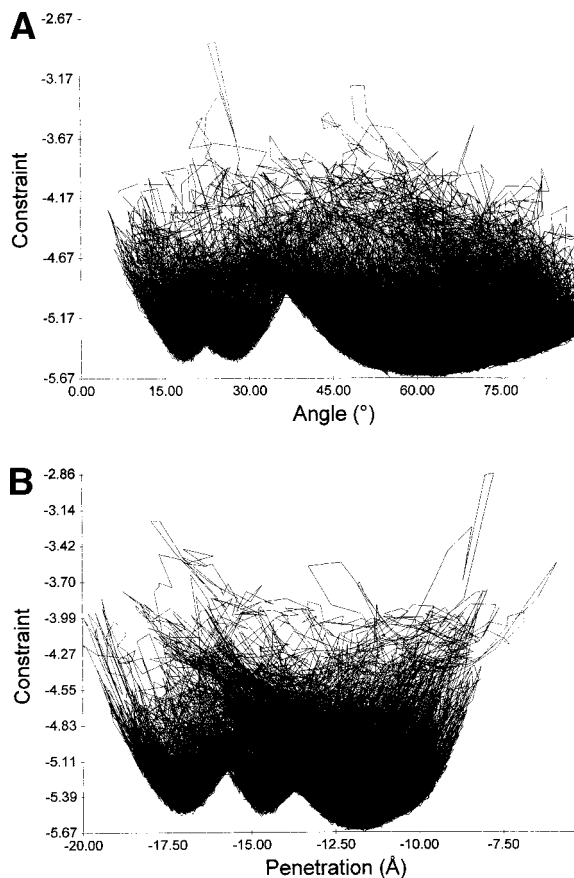 A
-2.67
-3.17
-3.67
-4.17
-4.67
-5.17
-5.67
Constraint
0.00 15.00 30.00 45.00 60.00 75.00
Angle (°)
B
-2.86
-3.14
-3.42
-3.70
-3.99
-4.27
-4.55
-4.83
-5.11
-5.39
-5.67
Constraint
-20.00 -17.50 -15.00 -12.50 -10.00 -7.50
Penetration (Å)